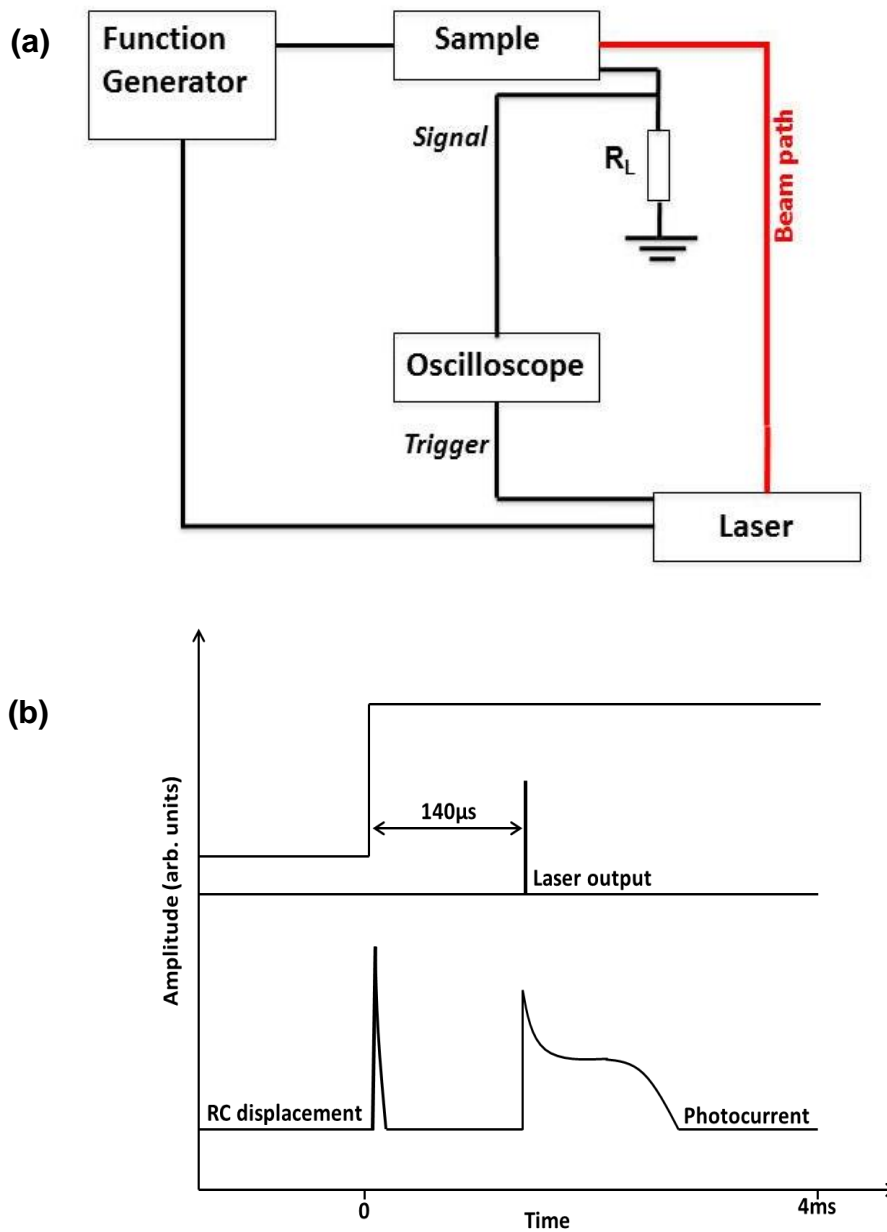 (a)
Function
Generator
Sample
Signal
R_L
Beam path
Oscilloscope
Trigger
Laser
(b)
Amplitude (arb. units)
140µs
Laser output
RC displacement
Photocurrent
0
Time
4ms